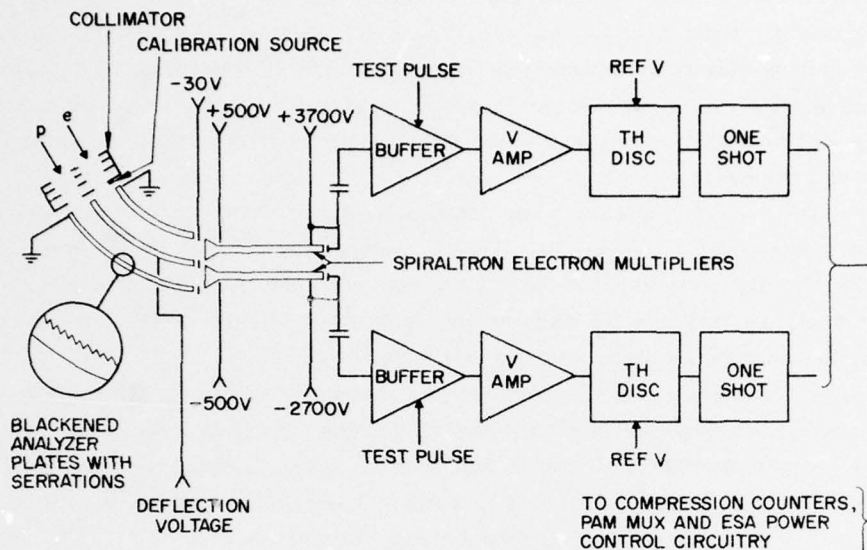 COLLIMATOR
CALIBRATION SOURCE
-30V
+500V
+3700V
TEST PULSE
REF V
p
e
BUFFER
V
AMP
TH
DISC
ONE
SHOT
SPIRALTRON ELECTRON MULTIPLIERS
BUFFER
V
AMP
TH
DISC
ONE
SHOT
-500V
-2700V
TEST PULSE
REF V
BLACKENED
ANALYZER
PLATES WITH
SERRATIONS
DEFLECTION
VOLTAGE
TO COMPRESSION COUNTERS,
PAM MUX AND ESA POWER
CONTROL CIRCUITRY